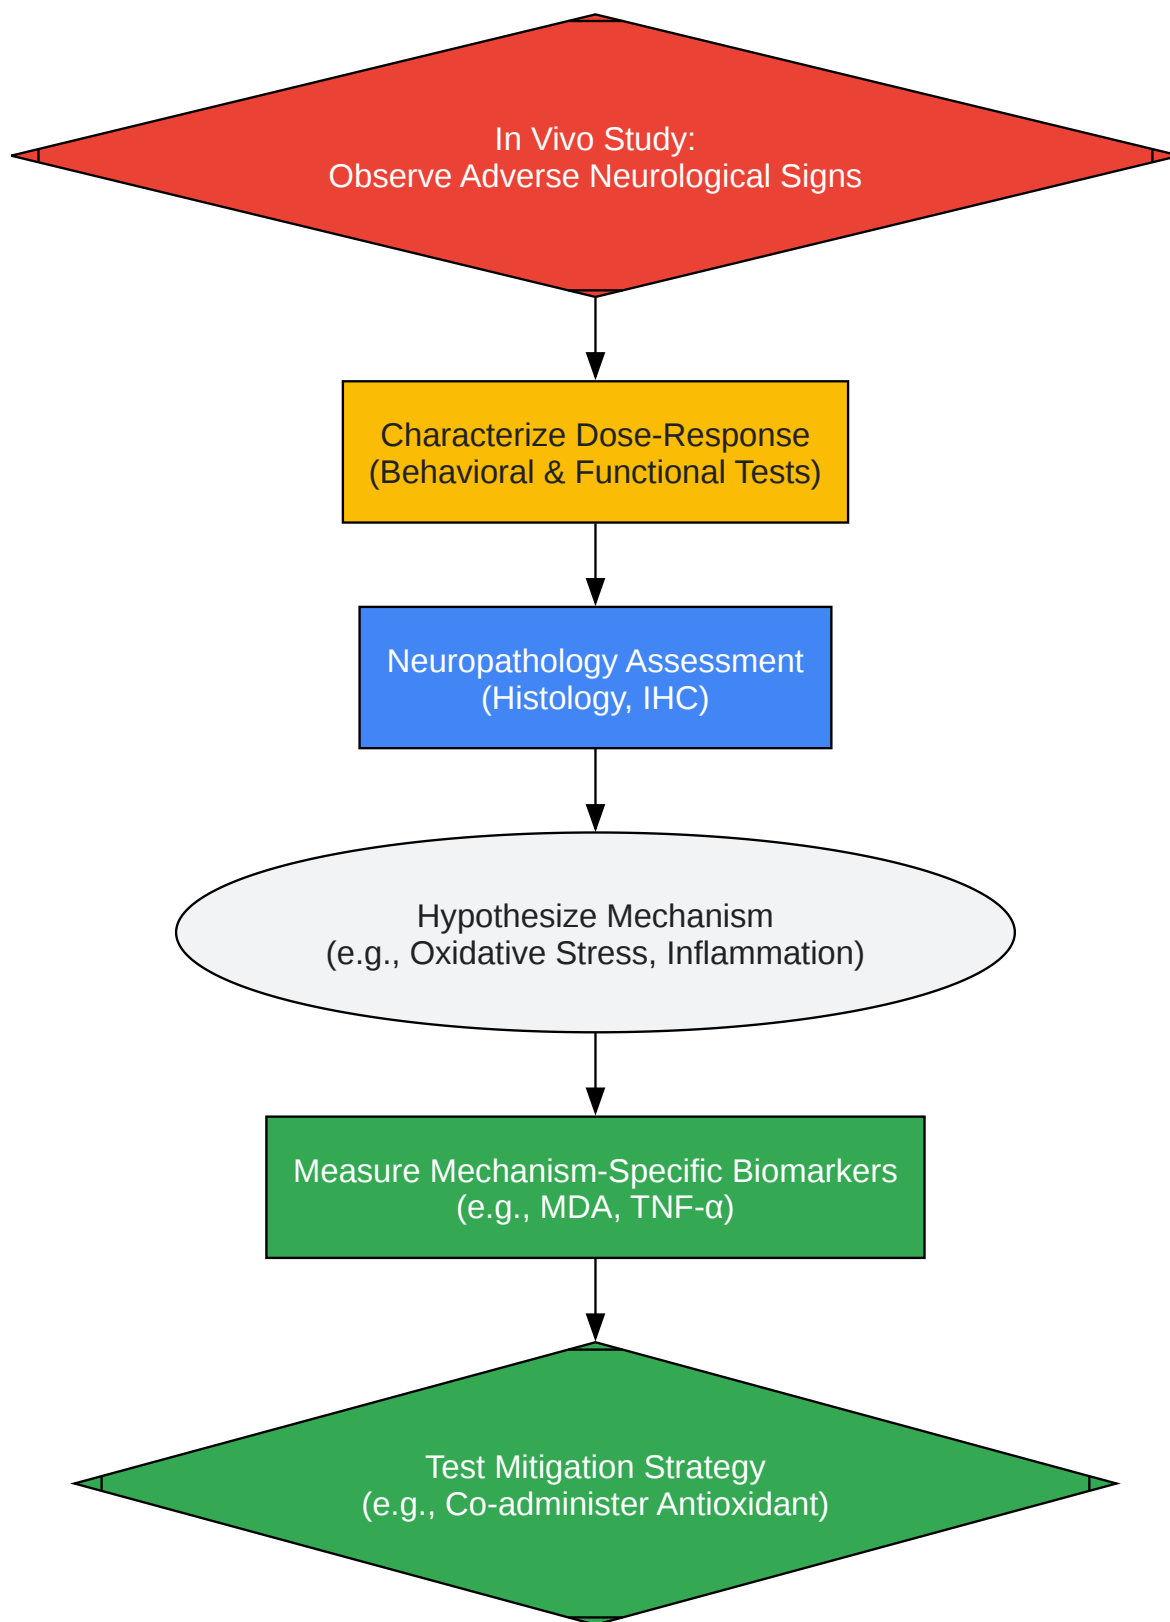 In Vivo Study:
Observe Adverse Neurological Signs
Characterize Dose-Response
(Behavioral & Functional Tests)
Neuropathology Assessment
(Histology, IHC)
Hypothesize Mechanism
(e.g., Oxidative Stress, Inflammation)
Measure Mechanism-Specific Biomarkers
(e.g., MDA, TNF-α)
Test Mitigation Strategy
(e.g., Co-administer Antioxidant)